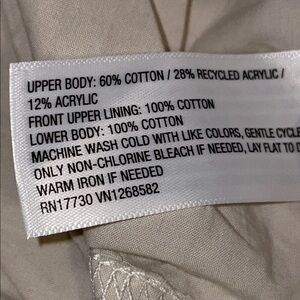 UPPER BODY: 60% COTTON / 28% RECYCLED ACRYLIC /
12% ACRYLIC
FRONT UPPER LINING: 100% COTTON
LOWER BODY: 100% COTTON
MACHINE WASH COLD WITH LIKE COLORS, GENTLE CYCLE
ONLY NON-CHLORINE BLEACH IF NEEDED, LAY FLAT TO D
WARM IRON IF NEEDED
RN17730 VN1268582